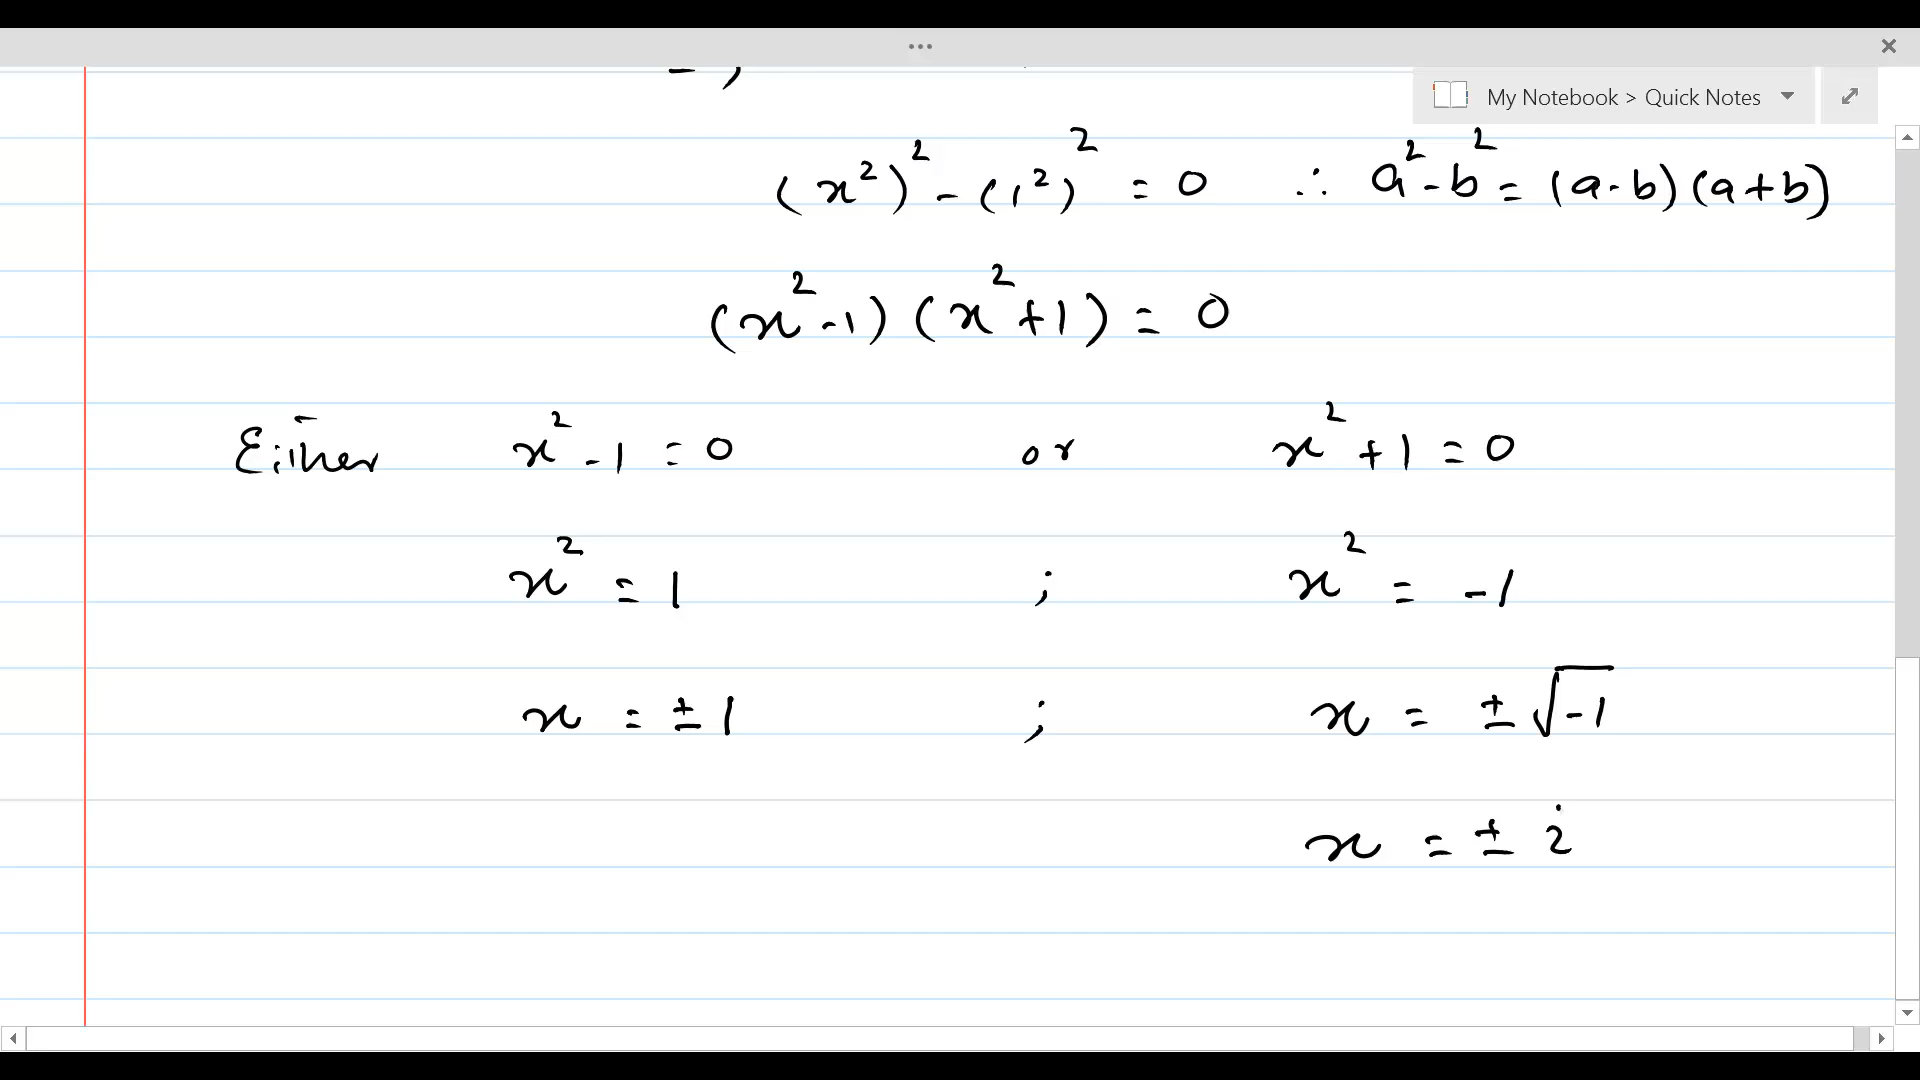 ...
My Notebook > Quick Notes
(x²)² - (1²)² = 0 ∴ a² - b² = (a - b) (a + b)
(x² - 1) (x² + 1) = 0
Either x² - 1 = 0 or x² + 1 = 0
x² = 1 ; x² = -1
x = ± 1 ; x = ± √-1
x = ± i